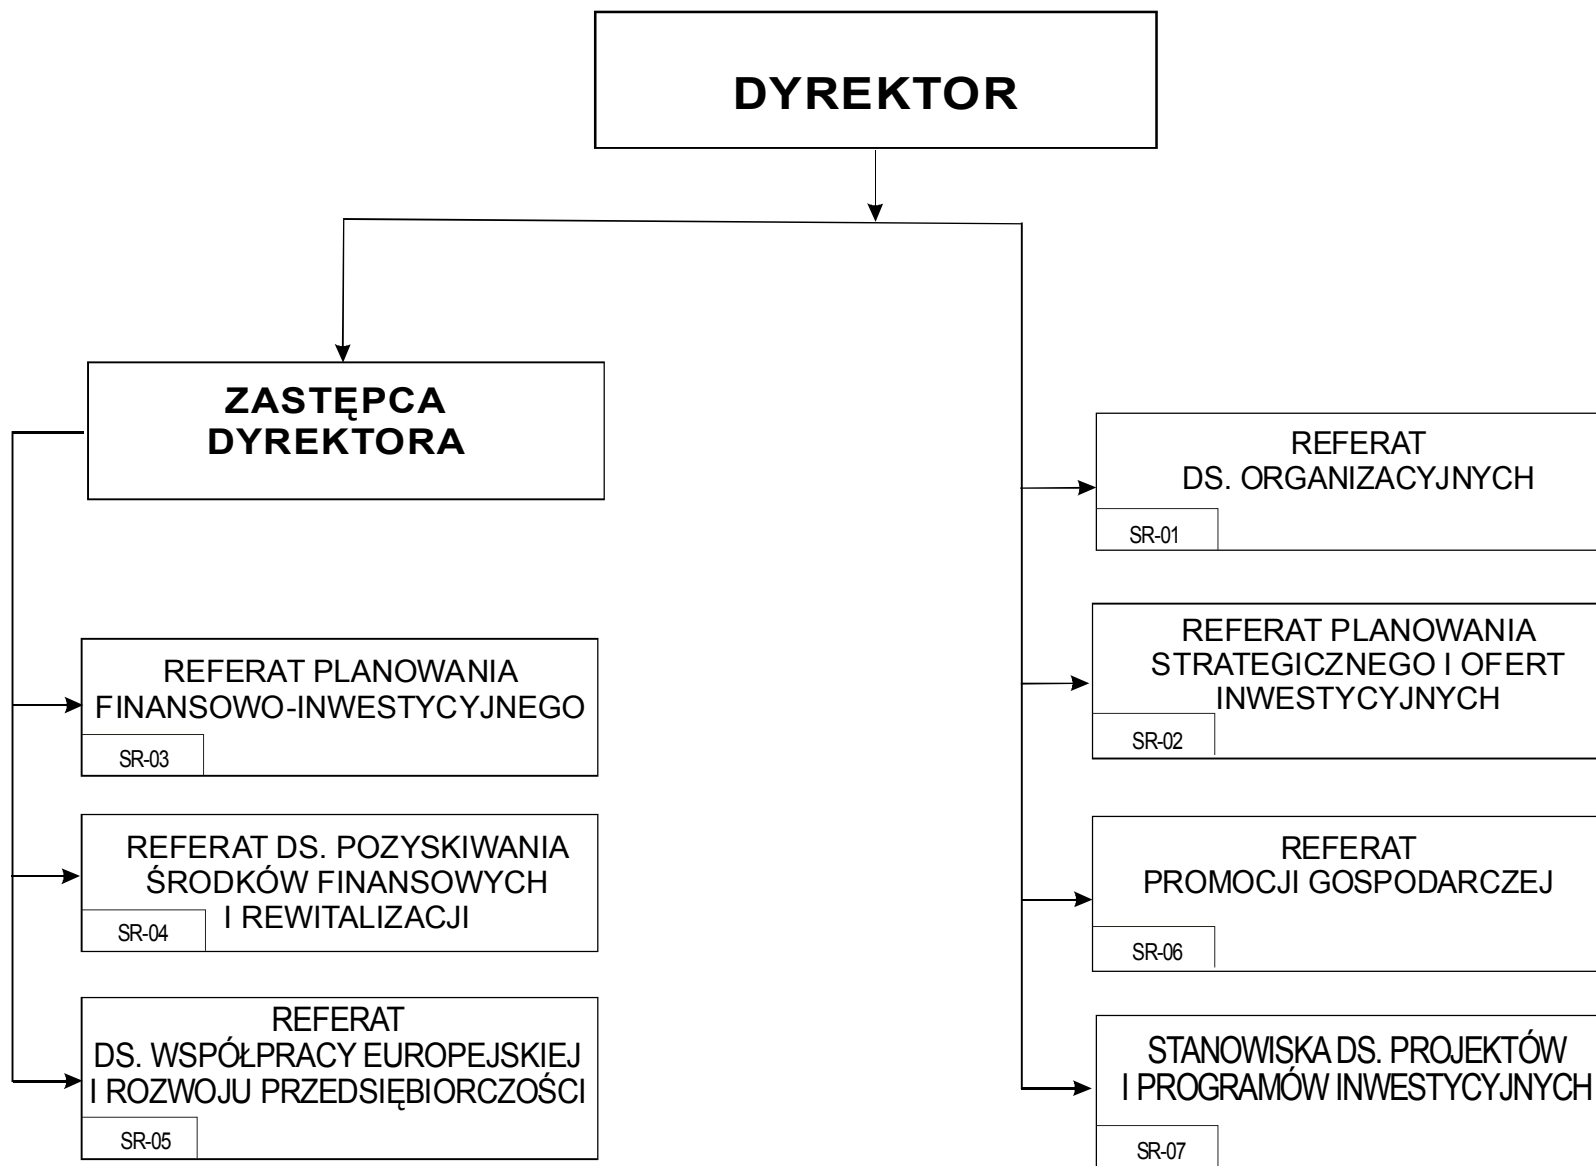 DYREKTOR
ZASTĘPCA
DYREKTORA
REFERAT PLANOWANIA
FINANSOWO-INWESTYCYJNEGO
SR-03
REFERAT DS. POZYSKIWANIA
ŚRODKÓW FINANSOWYCH
I REWITALIZACJI
SR-04
REFERAT
DS. WSPÓŁPRACY EUROPEJSKIEJ
I ROZWOJU PRZEDSIĘBIORCZOŚCI
SR-05
REFERAT
DS. ORGANIZACYJNYCH
SR-01
REFERAT PLANOWANIA
STRATEGICZNEGO I OFERT
INWESTYCYJNYCH
SR-02
REFERAT
PROMOCJI GOSPODARCZEJ
SR-06
STANOWISKA DS. PROJEKTÓW
I PROGRAMÓW INWESTYCYJNYCH
SR-07